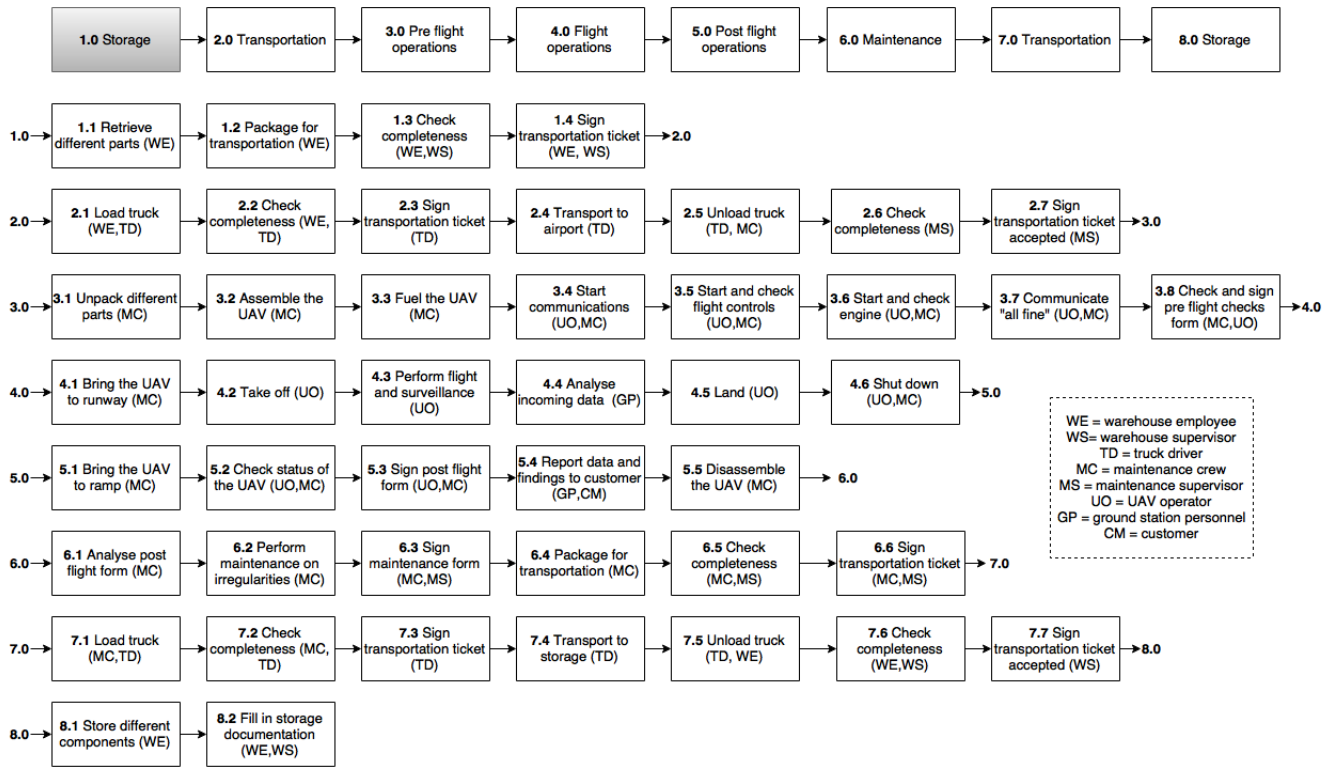 1.0 Storage
2.0 Transportation
3.0 Pre flight
operations
4.0 Flight
operations
5.0 Post flight
operations
6.0 Maintenance
7.0 Transportation
8.0 Storage
1.0
1.1 Retrieve
different parts (WE)
1.2 Package for
transportation (WE)
1.3 Check
completeness
(WE,WS)
1.4 Sign
transportation ticket
(WE, WS)
2.0
2.0
2.1 Load truck
(WE,TD)
2.2 Check
completeness (WE,
TD)
2.3 Sign
transportation ticket
(TD)
2.4 Transport to
airport (TD)
2.5 Unload truck
(TD, MC)
2.6 Check
completeness (MS)
2.7 Sign
transportation ticket
accepted (MS)
3.0
3.0
3.1 Unpack different
parts (MC)
3.2 Assemble the
UAV (MC)
3.3 Fuel the UAV
(MC)
3.4 Start
communications
(UO,MC)
3.5 Start and check
flight controls
(UO,MC)
3.6 Start and check
engine (UO,MC)
3.7 Communicate
"all fine" (UO,MC)
3.8 Check and sign
pre flight checks
form (MC,UO)
4.0
4.0
4.1 Bring the UAV
to runway (MC)
4.2 Take off (UO)
4.3 Perform flight
and surveillance
(UO)
4.4 Analyse
incoming data (GP)
4.5 Land (UO)
4.6 Shut down
(UO,MC)
5.0
5.0
5.1 Bring the UAV
to ramp (MC)
5.2 Check status of
the UAV (UO,MC)
5.3 Sign post flight
form (UO,MC)
5.4 Report data and
findings to customer
(GP,CM)
5.5 Disassemble
the UAV (MC)
6.0
WE = warehouse employee
WS= warehouse supervisor
TD = truck driver
MC = maintenance crew
MS = maintenance supervisor
UO = UAV operator
GP = ground station personnel
CM = customer
6.0
6.1 Analyse post
flight form (MC)
6.2 Perform
maintenance on
irregularities (MC)
6.3 Sign
maintenance form
(MC,MS)
6.4 Package for
transportation (MC)
6.5 Check
completeness
(MC,MS)
6.6 Sign
transportation ticket
(MC,MS)
7.0
7.0
7.1 Load truck
(MC,TD)
7.2 Check
completeness (MC,
TD)
7.3 Sign
transportation ticket
(TD)
7.4 Transport to
storage (TD)
7.5 Unload truck
(TD, WE)
7.6 Check
completeness
(WE,WS)
7.7 Sign
transportation ticket
accepted (WS)
8.0
8.0
8.1 Store different
components (WE)
8.2 Fill in storage
documentation
(WE,WS)